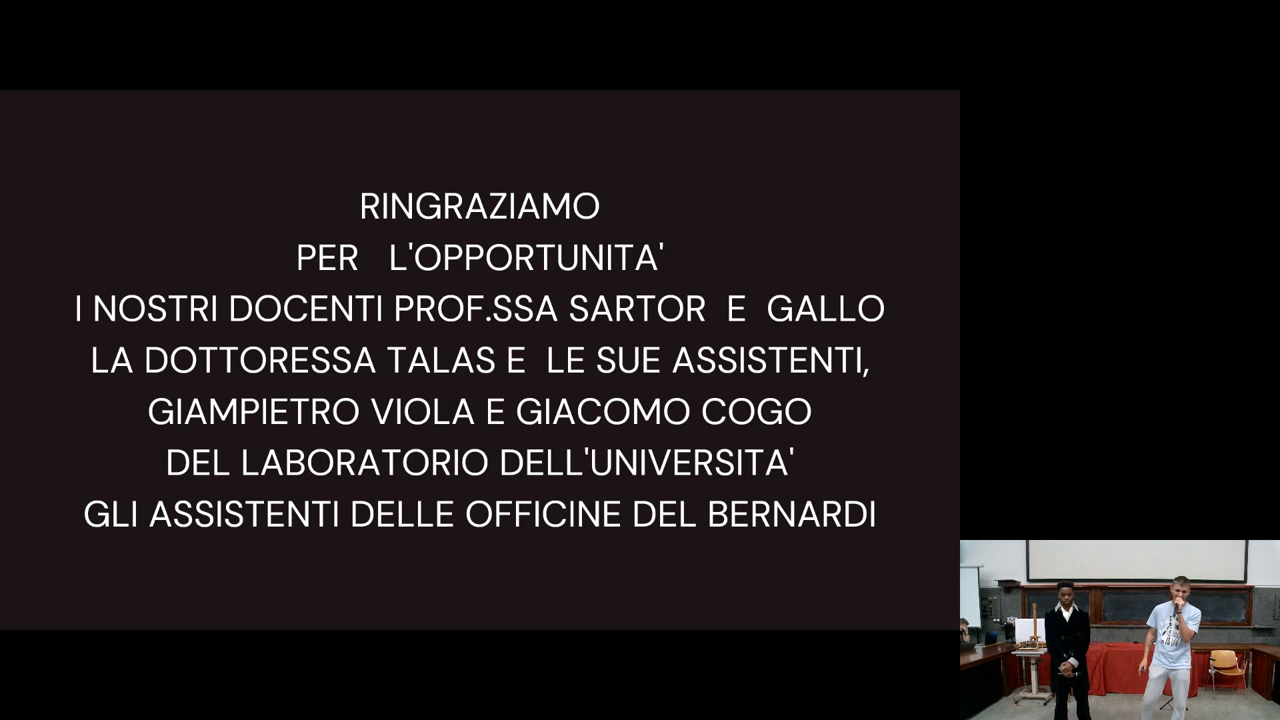 RINGRAZIAMO
PER L'OPPORTUNITA'
I NOSTRI DOCENTI PROF.SSA SARTOR E GALLO
LA DOTTORESSA TALAS E LE SUE ASSISTENTI,
GIAMPIETRO VIOLA E GIACOMO COGO
DEL LABORATORIO DELL'UNIVERSITA'
GLI ASSISTENTI DELLE OFFICINE DEL BERNARDI